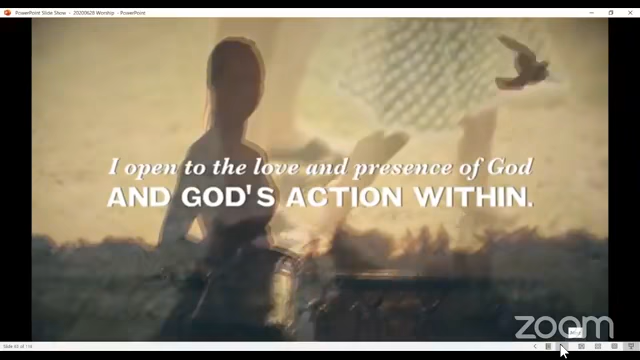 PowerPoint Slide Show - 20200628 Worship - PowerPoint
I open to the love and presence of God
AND GOD'S ACTION WITHIN.
zoom